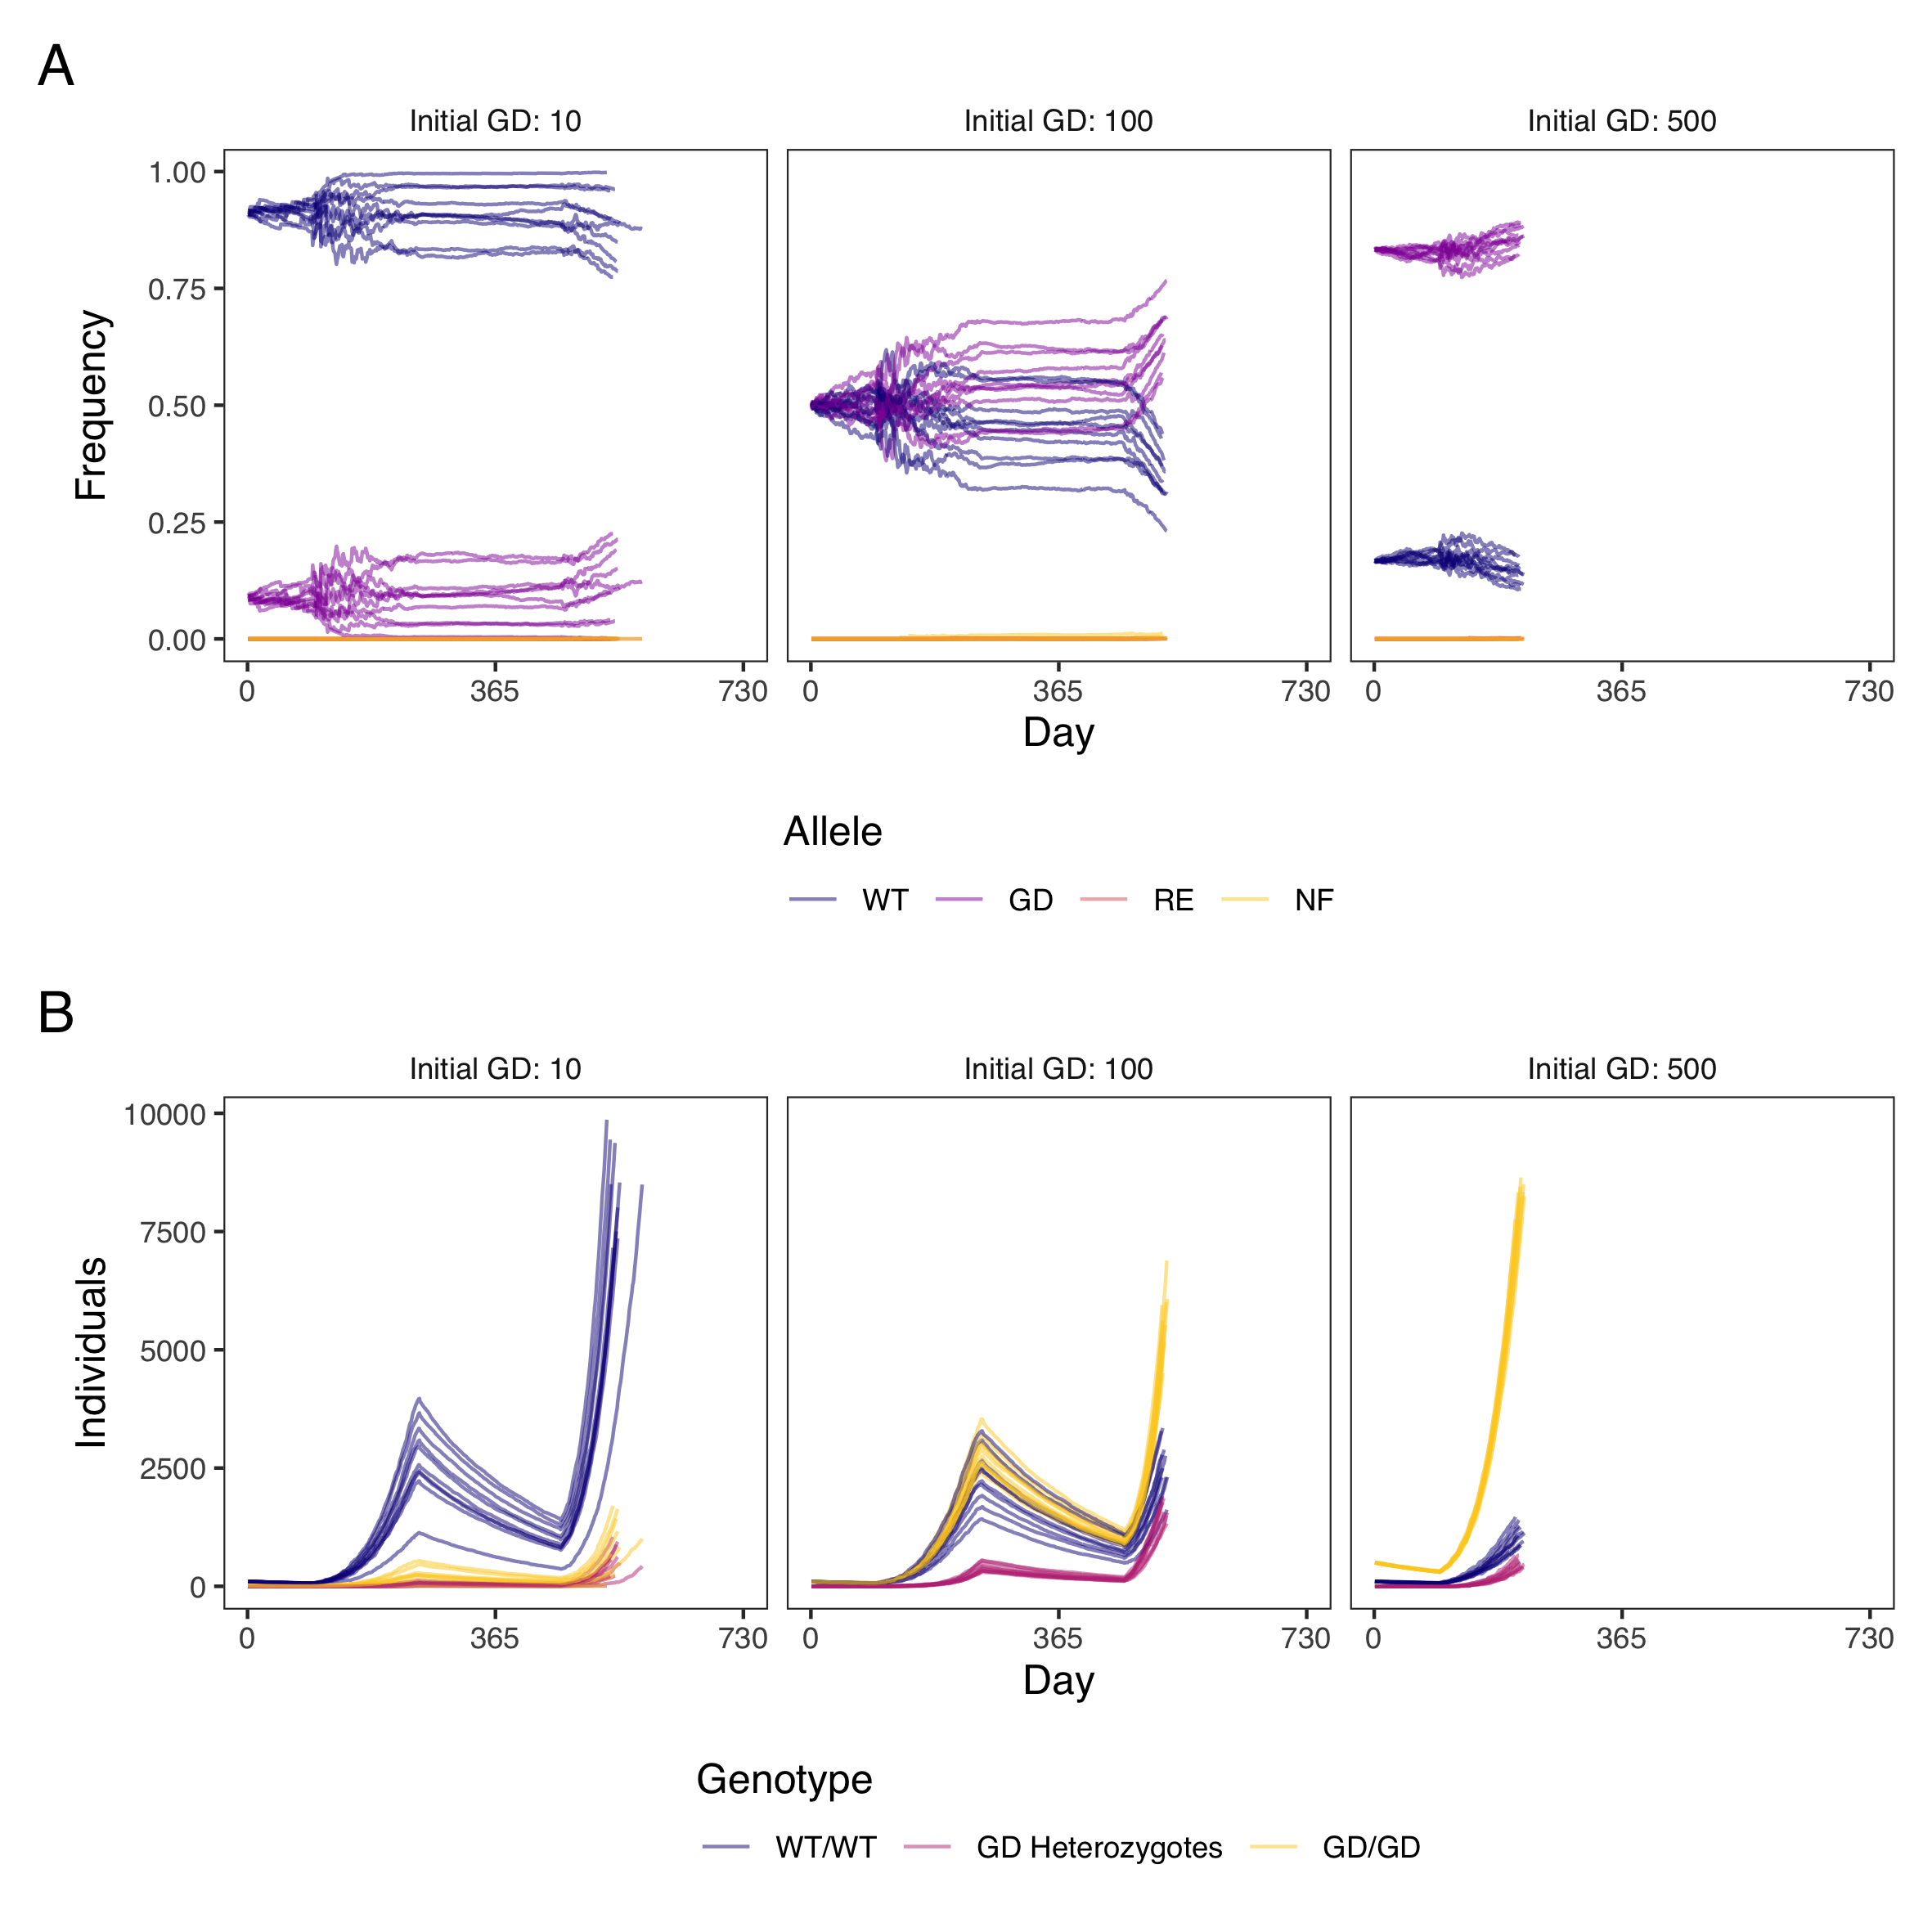 A
Initial GD: 10 Initial GD: 100 Initial GD: 500
1.00
0.75
0.50
0.25
0.00
Frequency
0 365 730 0 365 730 0 365 730
Day
Allele
WT GD RE NF
B
Initial GD: 10 Initial GD: 100 Initial GD: 500
10000
7500
5000
2500
0
Individuals
0 365 730 0 365 730 0 365 730
Day
Genotype
WT/WT GD Heterozygotes GD/GD